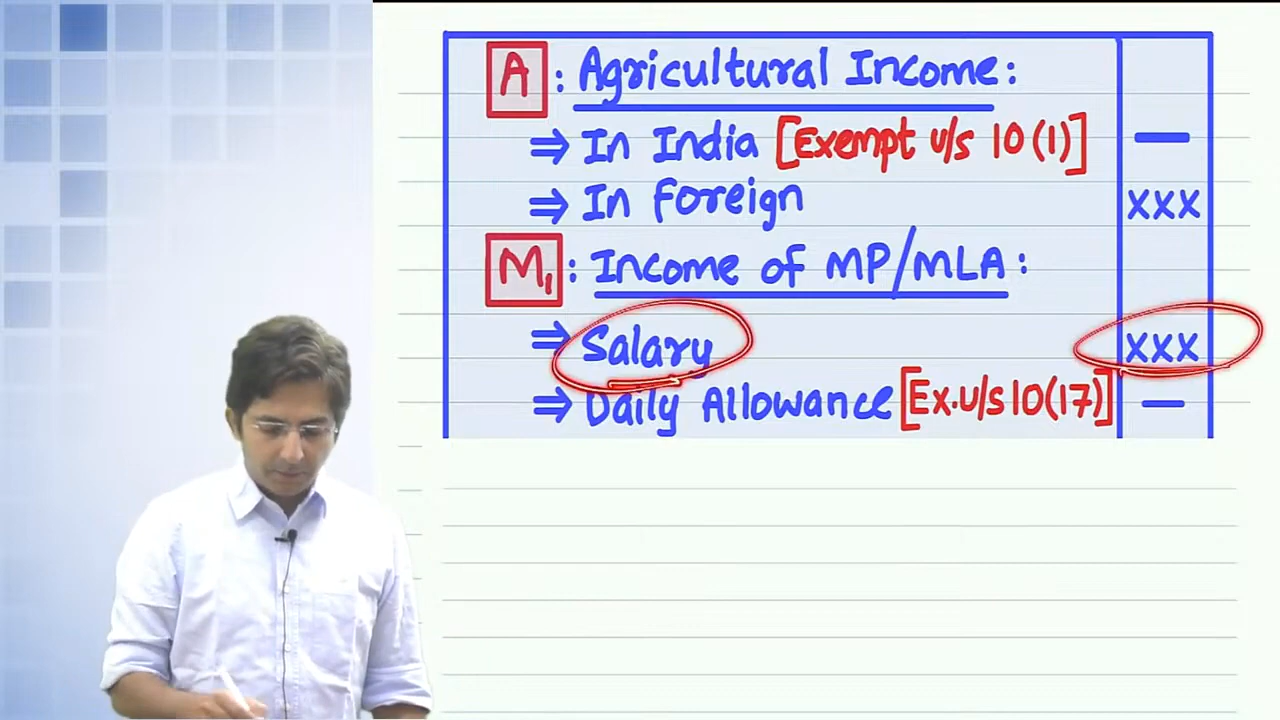 A : Agricultural Income:
⇒ In India [Exempt u/s 10(1)] —
⇒ In Foreign XXX
M1 : Income of MP/MLA:
⇒ Salary XXX
⇒ Daily Allowance [Ex.u/s 10(17)] —